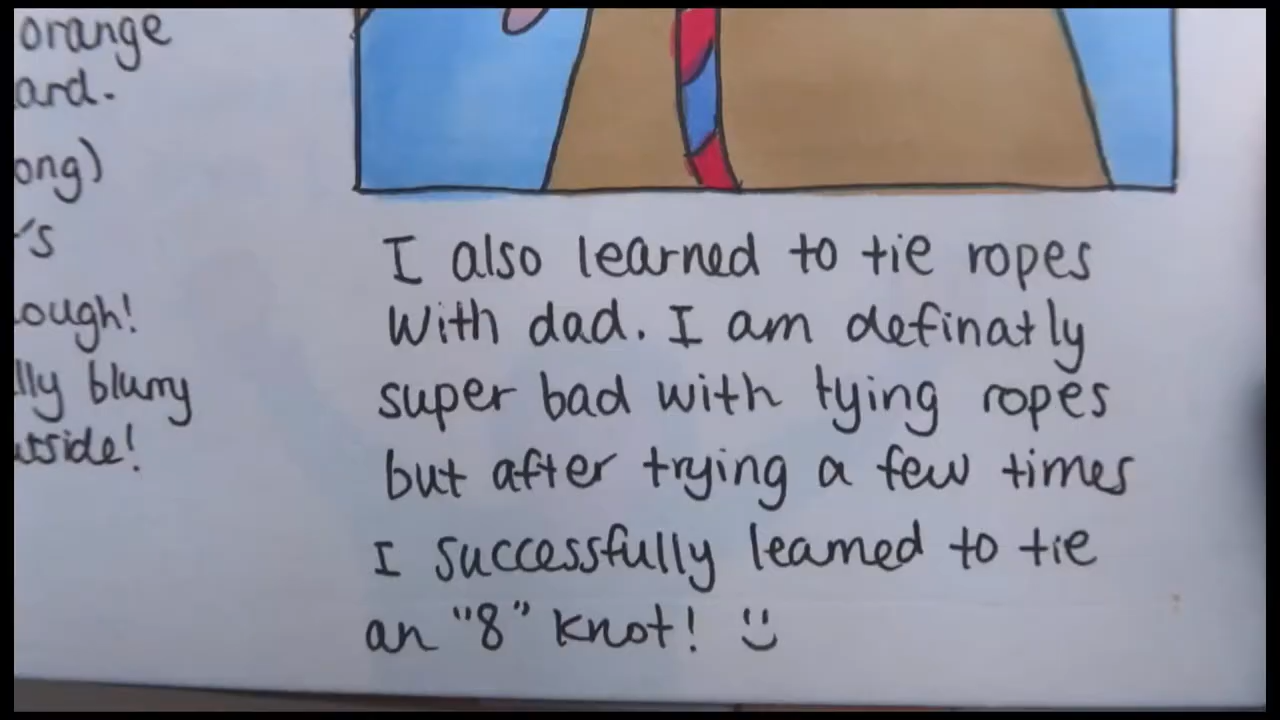 orange
ard.
ong)
's
ough!
lly blurry
tside!
I also learned to tie ropes
with dad. I am definatly
super bad with tying ropes
but after trying a few times
I successfully learned to tie
an "8" knot! :)